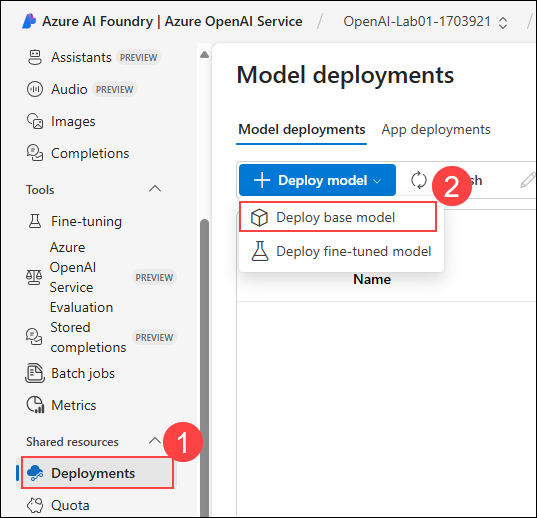 Azure AI Foundry | Azure OpenAI Service / OpenAI-Lab01-1703921 /
Assistants PREVIEW
Audio PREVIEW
Images
Completions
Tools
Fine-tuning
Azure
OpenAI
Service PREVIEW
Evaluation
Stored
completions PREVIEW
Batch jobs
Metrics
Shared resources
1
Deployments
Quota
Model deployments
Model deployments App deployments
+ Deploy model
2
Deploy base model
Deploy fine-tuned model
Name